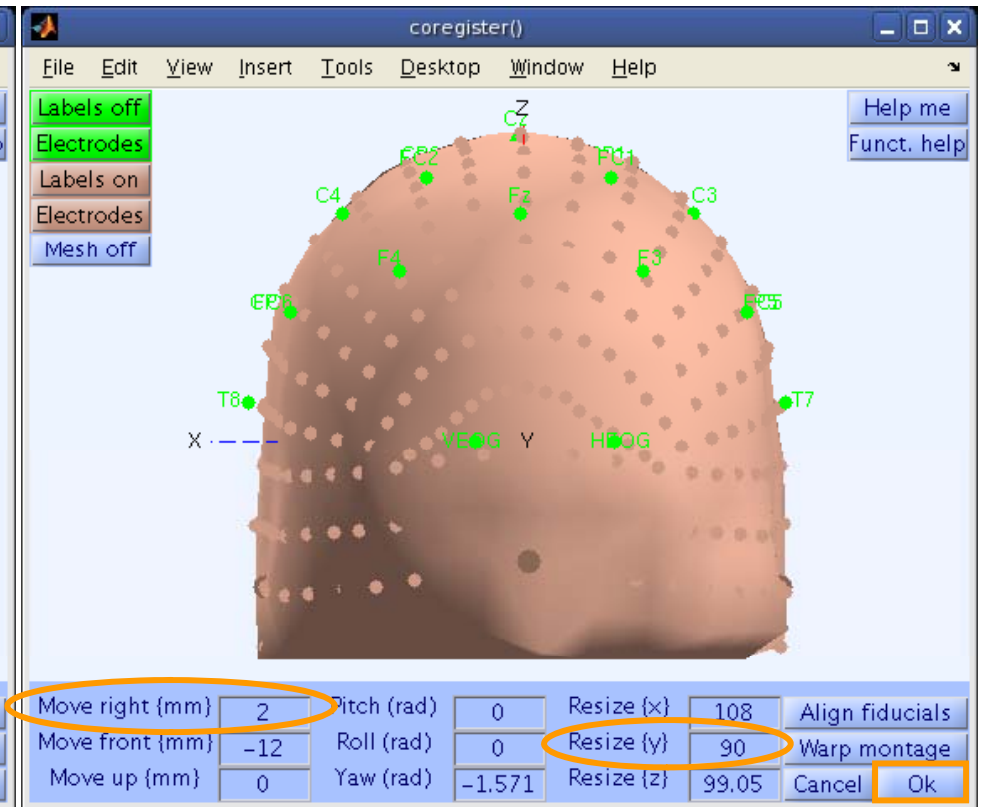 coregister()
File Edit View Insert Tools Desktop Window Help
Labels off
Help me
Electrodes
Funct. help
Labels on
Electrodes
Mesh off
Z
Cz
FC2
FC1
C4
Fz
C3
F4
F3
T8
T7
X
VEOG
Y
HEOG
Move right {mm} 2 Pitch (rad) 0 Resize {x} 108 Align fiducials
Move front {mm} -12 Roll (rad) 0 Resize {y} 90 Warp montage
Move up {mm} 0 Yaw (rad) -1.571 Resize {z} 99.05 Cancel Ok